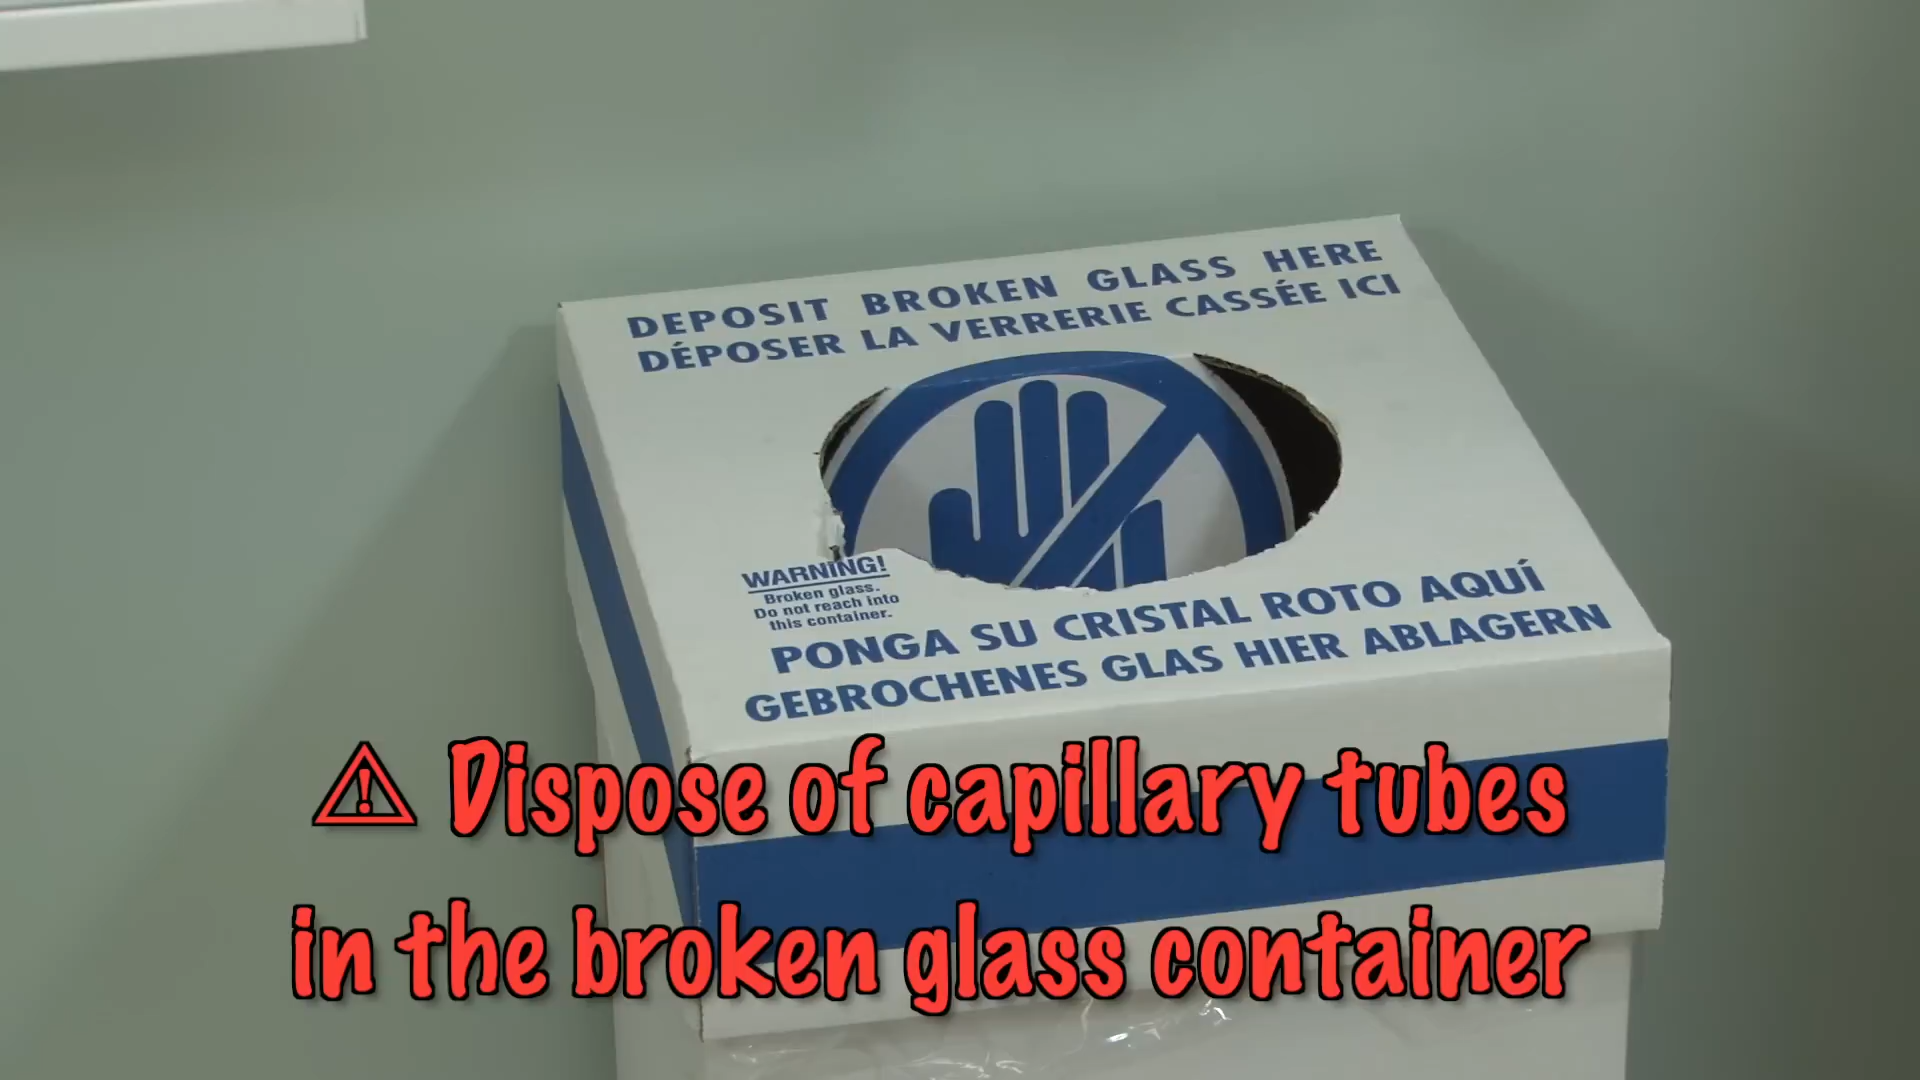 DEPOSIT BROKEN GLASS HERE
DÉPOSER LA VERRERIE CASSÉE ICI
WARNING!
Broken glass.
Do not reach into
this container.
PONGA SU CRISTAL ROTO AQUÍ
GEBROCHENES GLAS HIER ABLAGERN
⚠ Dispose of capillary tubes
in the broken glass container